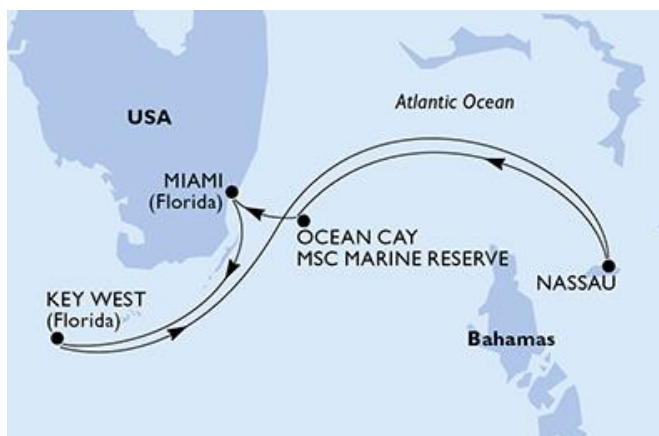 Atlantic Ocean
USA
MIAMI
(Florida)
OCEAN CAY
MSC MARINE RESERVE
NASSAU
KEY WEST
(Florida)
Bahamas